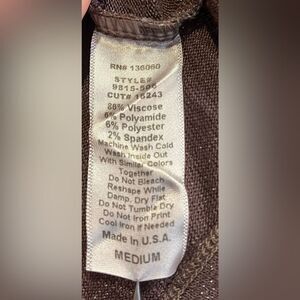 RN# 136060
STYLE#
9815-506
CUT# 15243
86% Viscose
6% Polyamide
6% Polyester
2% Spandex
Machine Wash Cold
Wash Inside Out
With Similar Colors
Together
Do Not Bleach
Reshape While
Damp, Dry Flat
Do Not Tumble Dry
Do Not Iron Print
Cool Iron If Needed
Made In U.S.A.
MEDIUM